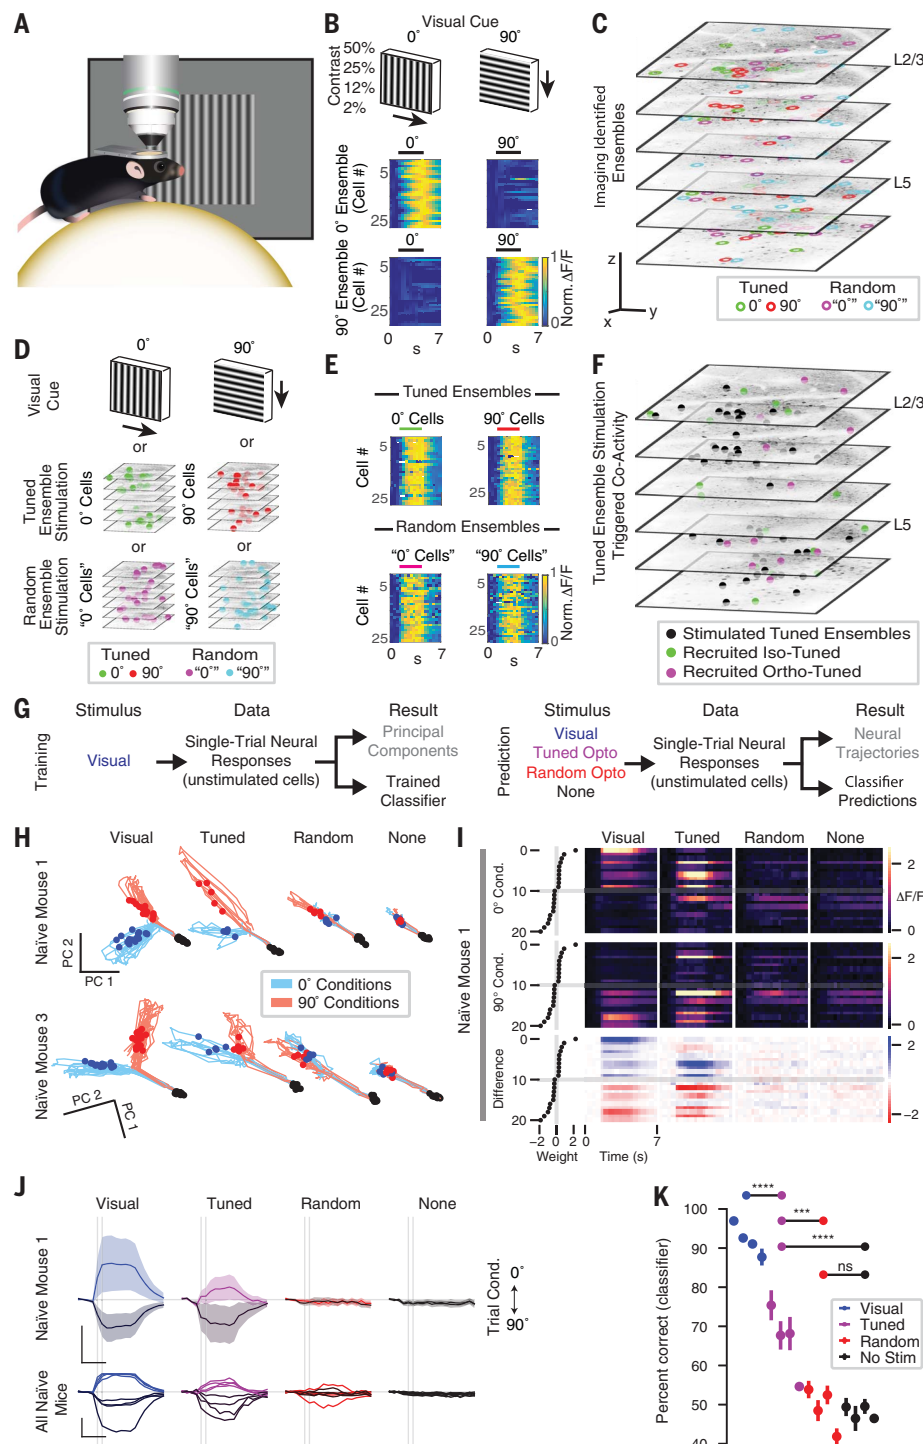 A
B
Visual Cue
0°
90°
Contrast
50%
25%
12%
2%
0°
90°
0° Ensemble
(Cell #)
5
25
0°
90°
90° Ensemble
(Cell #)
5
25
0
7
0
7
s
1
0
Norm. ΔF/F
C
Imaging Identified
Ensembles
L2/3
L5
z
x
y
Tuned
Random
0°
90°
"0°"
"90°"
D
0°
90°
Visual
Cue
or
or
Tuned
Ensemble
Stimulation
0° Cells
90° Cells
or
or
Random
Ensemble
Stimulation
"0° Cells"
"90° Cells"
Tuned
Random
0°
90°
"0°"
"90°"
E
Tuned Ensembles
0° Cells
90° Cells
Cell #
5
25
5
25
Random Ensembles
"0° Cells"
"90° Cells"
Cell #
5
25
5
25
0
7
0
7
s
s
1
0
Norm. ΔF/F
F
Tuned Ensemble Stimulation
Triggered Co-Activity
L2/3
L5
Stimulated Tuned Ensembles
Recruited Iso-Tuned
Recruited Ortho-Tuned
G
Training
Stimulus
Data
Result
Visual
Single-Trial Neural
Responses
(unstimulated cells)
Principal
Components
Trained
Classifier
Prediction
Stimulus
Data
Result
Visual
Tuned Opto
Random Opto
None
Single-Trial Neural
Responses
(unstimulated cells)
Neural
Trajectories
Classifier
Predictions
H
Visual
Tuned
Random
None
Naïve Mouse 1
PC 2
PC 1
0° Conditions
90° Conditions
Naïve Mouse 3
PC 2
PC 1
I
Visual
Tuned
Random
None
Naïve Mouse 1
0° Cond.
0
10
20
2
0
ΔF/F
90° Cond.
0
10
20
2
0
Difference
0
10
20
2
−2
−2
0
2
Weight
0
7
Time (s)
J
Visual
Tuned
Random
None
Naïve Mouse 1
Trial Cond.
0°
90°
All Naïve
Mice
K
****
***
****
ns
Percent correct (classifier)
100
90
80
70
60
50
40
Visual
Tuned
Random
No Stim